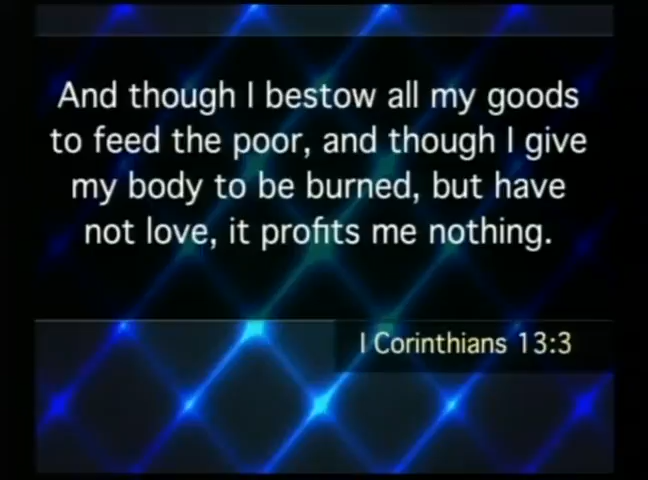 And though I bestow all my goods
to feed the poor, and though I give
my body to be burned, but have
not love, it profits me nothing.
I Corinthians 13:3